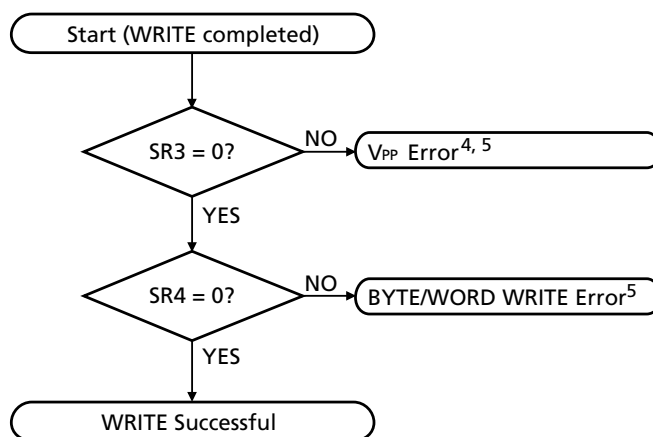 Start (WRITE completed)
SR3 = 0?
NO
VPP Error4, 5
YES
SR4 = 0?
NO
BYTE/WORD WRITE Error5
YES
WRITE Successful